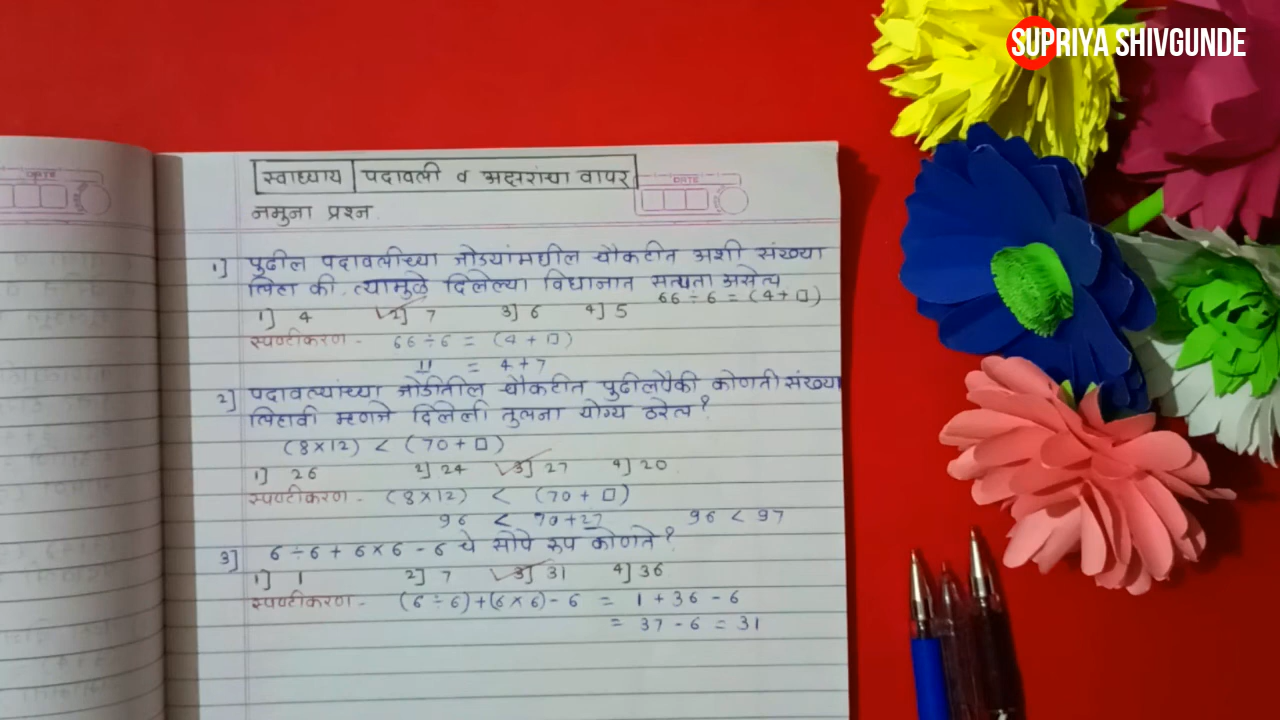 SUPRIYA SHIVGUNDE
DATE
DATE
स्वाध्याय | पदावली व अक्षरांचा वापर
नमुना प्रश्न.
1] पुढील पदावलीच्या जोड्यांमधील चौकटीत अशी संख्या
लिहा की, त्यामुळे दिलेल्या विधानात सत्यता असेल
66 ÷ 6 = (4 + □)
1] 4 2] 7 3] 6 4] 5
स्पष्टीकरण - 66 ÷ 6 = (4 + □)
11 = 4 + 7
2] पदावल्यांच्या जोडीतील चौकटीत पुढीलपैकी कोणती संख्या
लिहावी म्हणजे दिलेली तुलना योग्य ठरेल?
(8 × 12) < (70 + □)
1] 26 2] 24 3] 27 4] 20
स्पष्टीकरण - (8 × 12) < (70 + □)
96 < 70 + 27 96 < 97
3] 6 ÷ 6 + 6 × 6 - 6 चे सोपे रूप कोणते?
1] 1 2] 7 3] 31 4] 36
स्पष्टीकरण - (6 ÷ 6) + (6 × 6) - 6 = 1 + 36 - 6
= 37 - 6 = 31